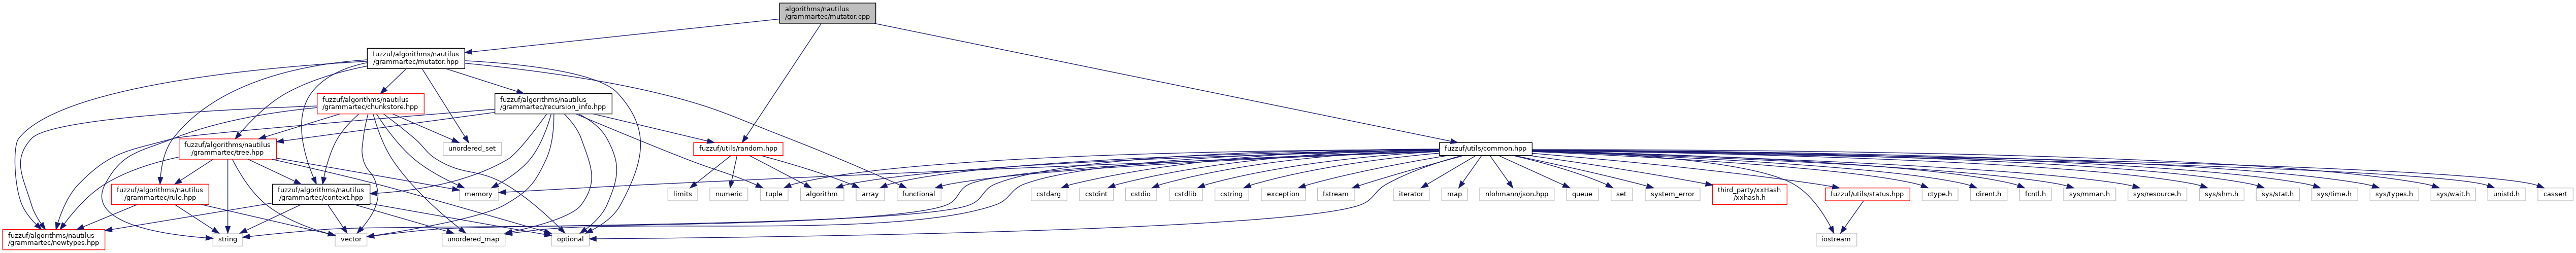 algorithms/nautilus
/grammartec/mutator.cpp
fuzzuf/algorithms/nautilus
/grammartec/mutator.hpp
fuzzuf/algorithms/nautilus
/grammartec/chunkstore.hpp
fuzzuf/algorithms/nautilus
/grammartec/recursion_info.hpp
fuzzuf/algorithms/nautilus
/grammartec/tree.hpp
unordered_set
fuzzuf/utils/random.hpp
fuzzuf/utils/common.hpp
fuzzuf/algorithms/nautilus
/grammartec/rule.hpp
fuzzuf/algorithms/nautilus
/grammartec/context.hpp
memory
limits
numeric
tuple
algorithm
array
functional
cstdarg
cstdint
cstdio
cstdlib
cstring
exception
fstream
iterator
map
nlohmann/json.hpp
queue
set
system_error
third_party/xxHash
/xxhash.h
fuzzuf/utils/status.hpp
ctype.h
dirent.h
fcntl.h
sys/mman.h
sys/resource.h
sys/shm.h
sys/stat.h
sys/time.h
sys/types.h
sys/wait.h
unistd.h
cassert
fuzzuf/algorithms/nautilus
/grammartec/newtypes.hpp
string
vector
unordered_map
optional
iostream